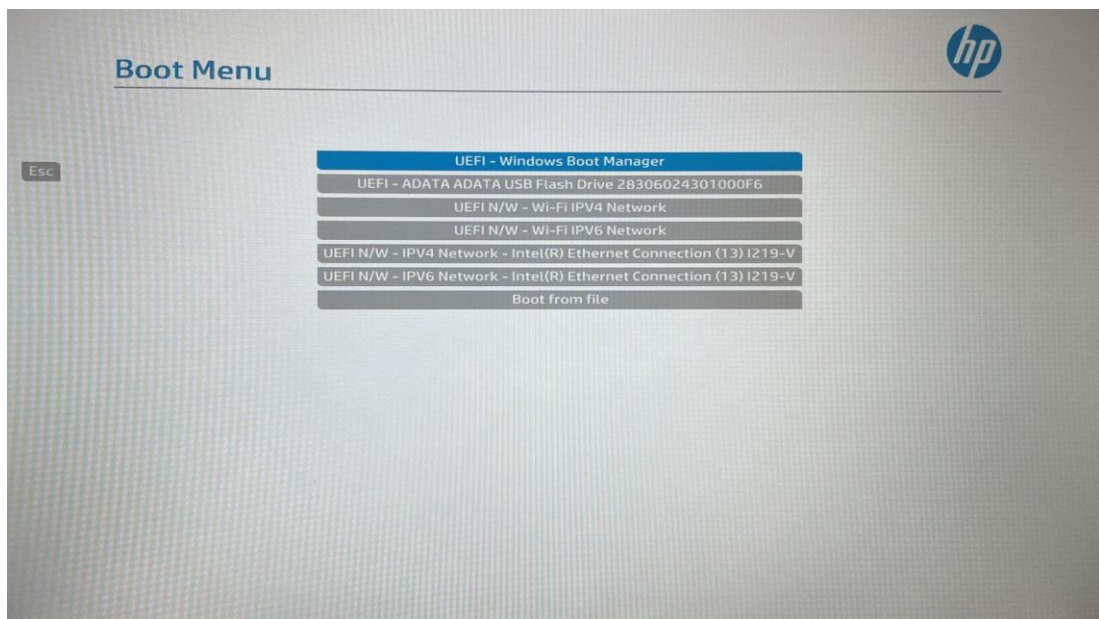 Boot Menu
hp
Esc
UEFI - Windows Boot Manager
UEFI - ADATA ADATA USB Flash Drive 28306024301000F6
UEFI N/W - Wi-Fi IPV4 Network
UEFI N/W - Wi-Fi IPV6 Network
UEFI N/W - IPV4 Network - Intel(R) Ethernet Connection (13) I219-V
UEFI N/W - IPV6 Network - Intel(R) Ethernet Connection (13) I219-V
Boot from file